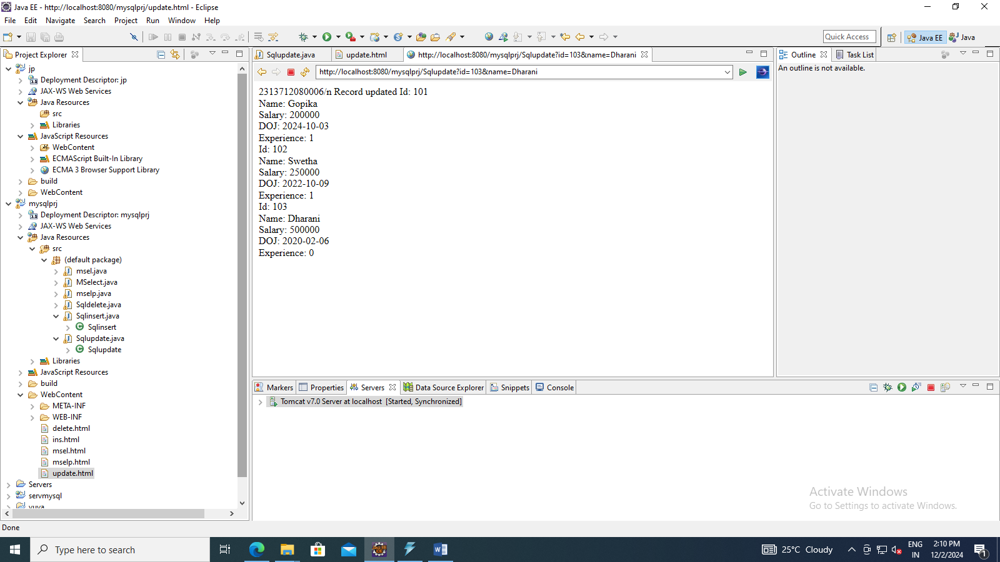 Java EE - http://localhost:8080/mysqlprj/update.html - Eclipse
File Edit Navigate Search Project Run Window Help
Quick Access
Java EE
Java
Project Explorer
jp
Deployment Descriptor: jp
JAX-WS Web Services
Java Resources
src
Libraries
JavaScript Resources
WebContent
ECMAScript Built-In Library
ECMA 3 Browser Support Library
build
WebContent
mysqlprj
Deployment Descriptor: mysqlprj
JAX-WS Web Services
Java Resources
src
(default package)
msel.java
MSelect.java
mselp.java
Sqldelete.java
Sqlinsert.java
Sqlinsert
Sqlupdate.java
Sqlupdate
Libraries
JavaScript Resources
build
WebContent
META-INF
WEB-INF
delete.html
ins.html
msel.html
mselp.html
update.html
Servers
servmysql
yuva
Sqlupdate.java
update.html
http://localhost:8080/mysqlprj/Sqlupdate?id=103&name=Dharani
http://localhost:8080/mysqlprj/Sqlupdate?id=103&name=Dharani
2313712080006/n Record updated Id: 101
Name: Gopika
Salary: 200000
DOJ: 2024-10-03
Experience: 1
Id: 102
Name: Swetha
Salary: 250000
DOJ: 2022-10-09
Experience: 1
Id: 103
Name: Dharani
Salary: 500000
DOJ: 2020-02-06
Experience: 0
Outline
Task List
An outline is not available.
Markers
Properties
Servers
Data Source Explorer
Snippets
Console
Tomcat v7.0 Server at localhost [Started, Synchronized]
Activate Windows
Go to Settings to activate Windows.
Done
Type here to search
25°C Cloudy
ENG
IN
2:10 PM
12/2/2024
1